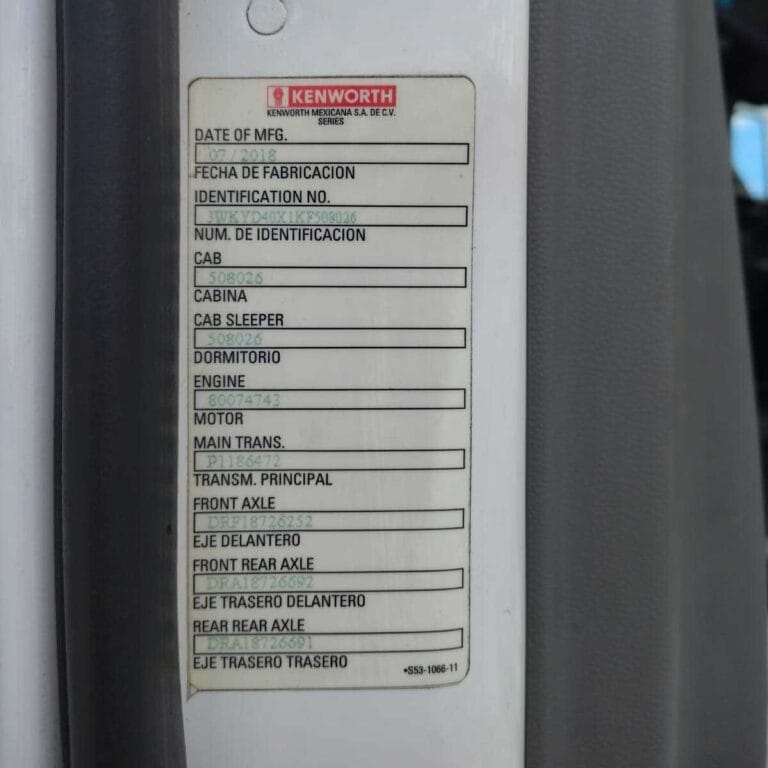 KENWORTH
KENWORTH MEXICANA S.A. DE C.V.
SERIES
DATE OF MFG.
07/2018
FECHA DE FABRICACION
IDENTIFICATION NO.
3WKYD40X1KF508026
NUM. DE IDENTIFICACION
CAB
508026
CABINA
CAB SLEEPER
508026
DORMITORIO
ENGINE
80074743
MOTOR
MAIN TRANS.
P1186472
TRANSM. PRINCIPAL
FRONT AXLE
DRF18726252
EJE DELANTERO
FRONT REAR AXLE
DRA18726692
EJE TRASERO DELANTERO
REAR REAR AXLE
DRA18726691
EJE TRASERO TRASERO
•S53-1066-11